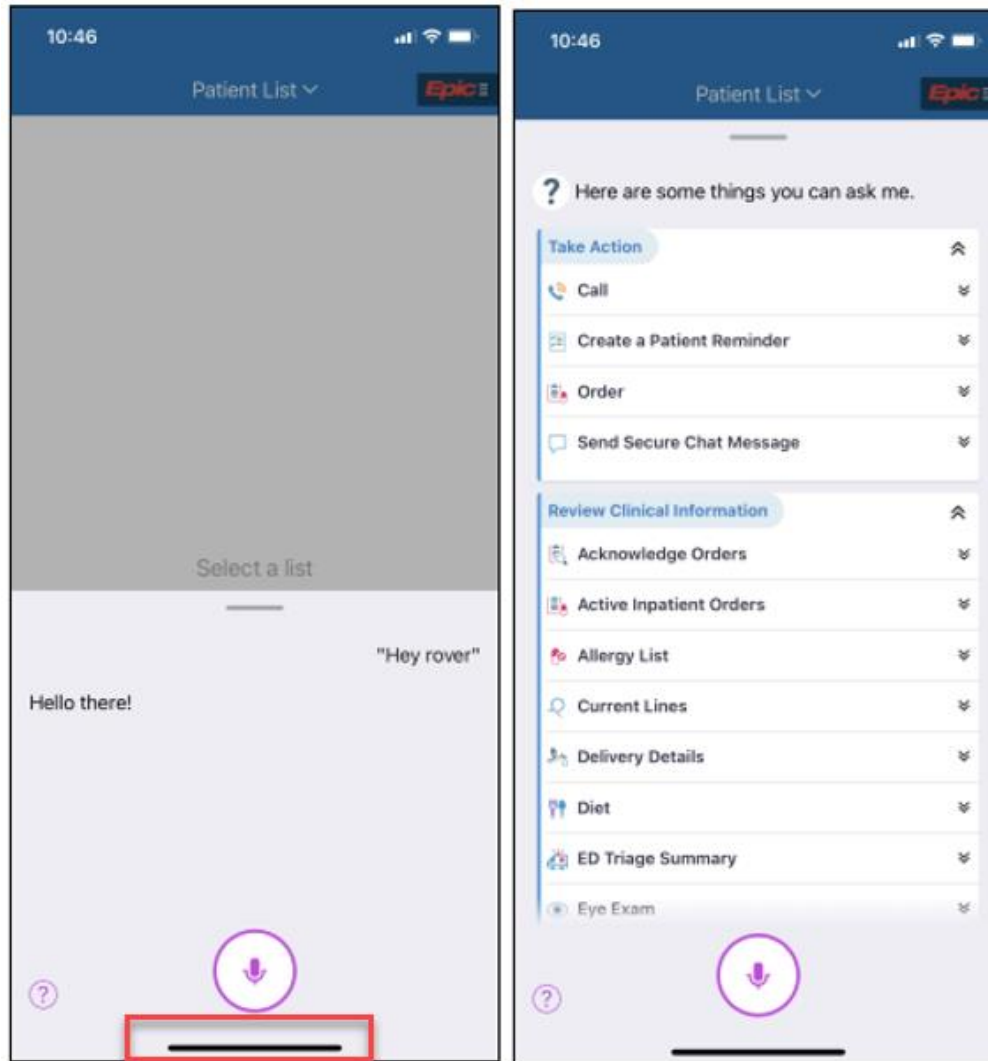 10:46
Patient List
Epic
Select a list
"Hey rover"
Hello there!
?
10:46
Patient List
Epic
? Here are some things you can ask me.
Take Action
Call
Create a Patient Reminder
Order
Send Secure Chat Message
Review Clinical Information
Acknowledge Orders
Active Inpatient Orders
Allergy List
Current Lines
Delivery Details
Diet
ED Triage Summary
Eye Exam
?